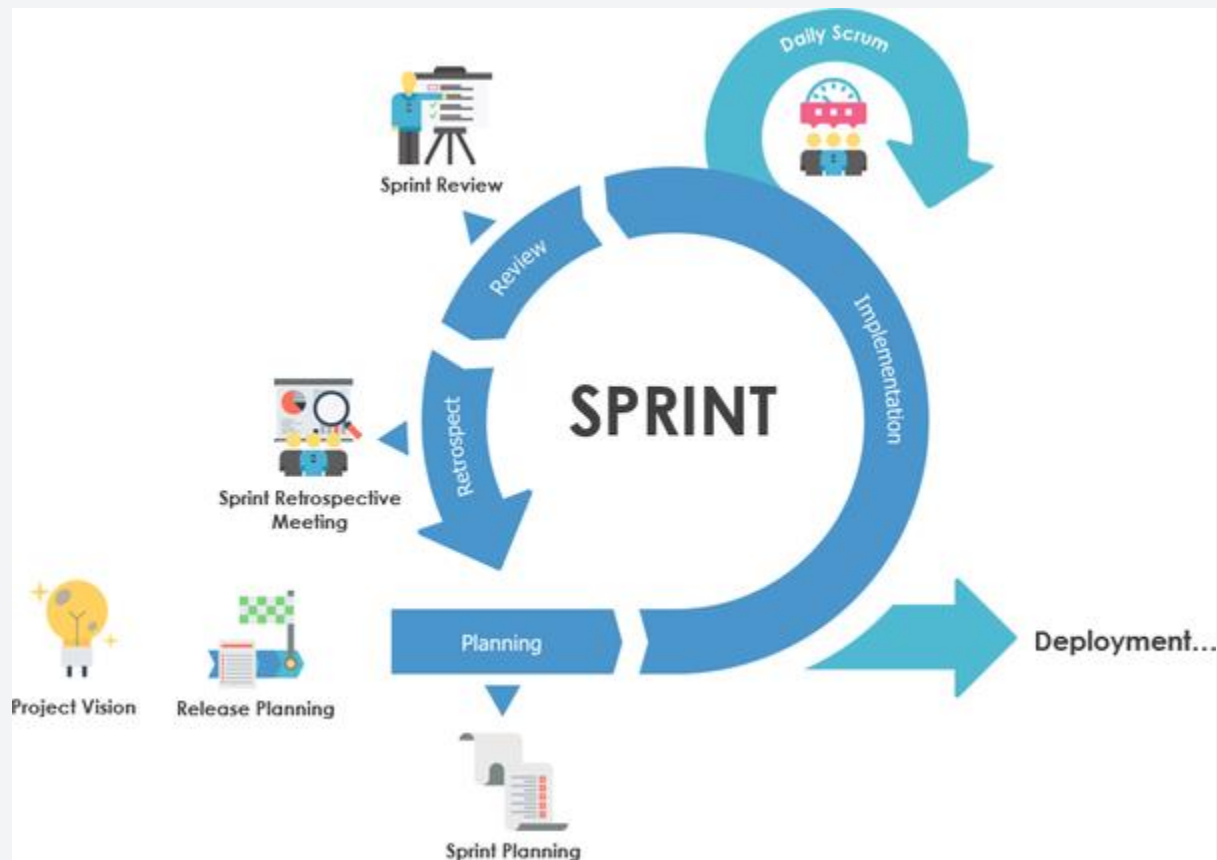 Daily Scrum
Sprint Review
Review
Implementation
SPRINT
Retrospect
Sprint Retrospective
Meeting
Planning
Deployment...
Project Vision
Release Planning
Sprint Planning